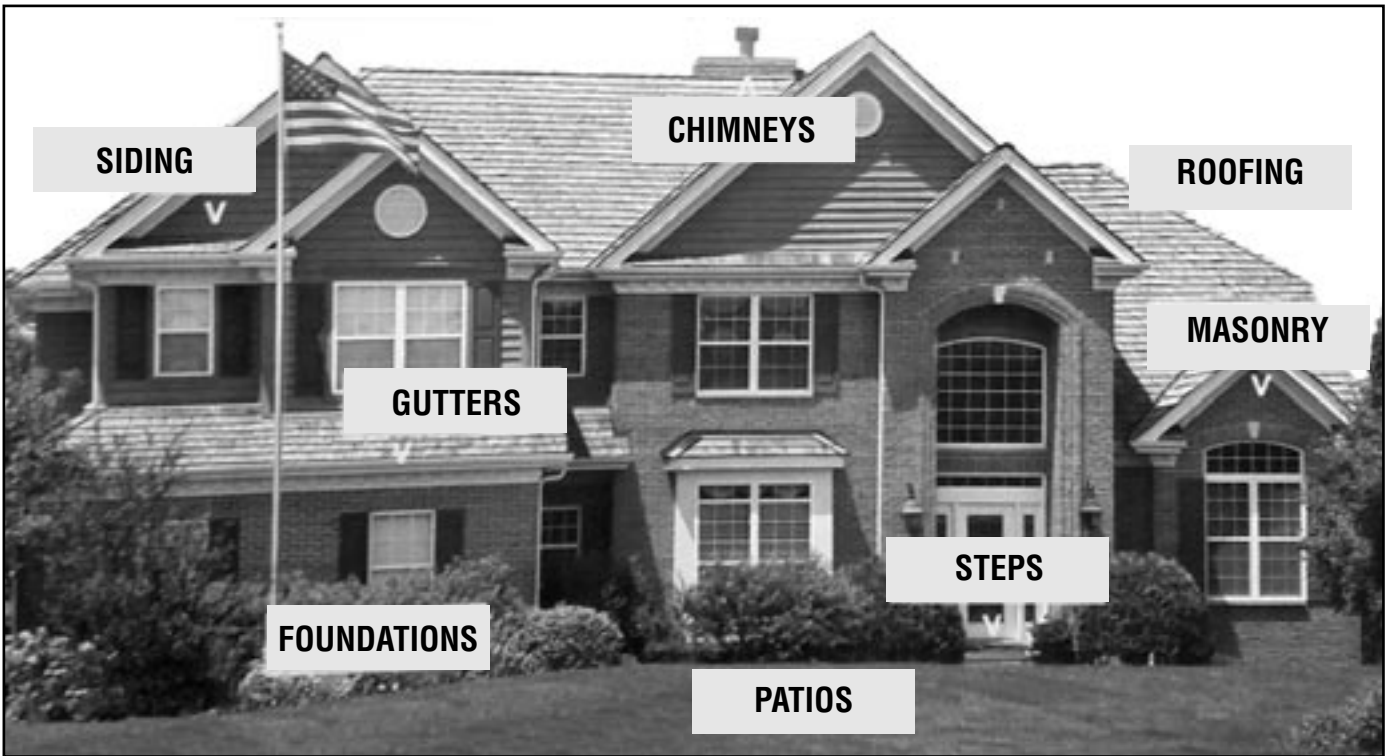 CHIMNEYS
SIDING
ROOFING
MASONRY
GUTTERS
STEPS
FOUNDATIONS
PATIOS